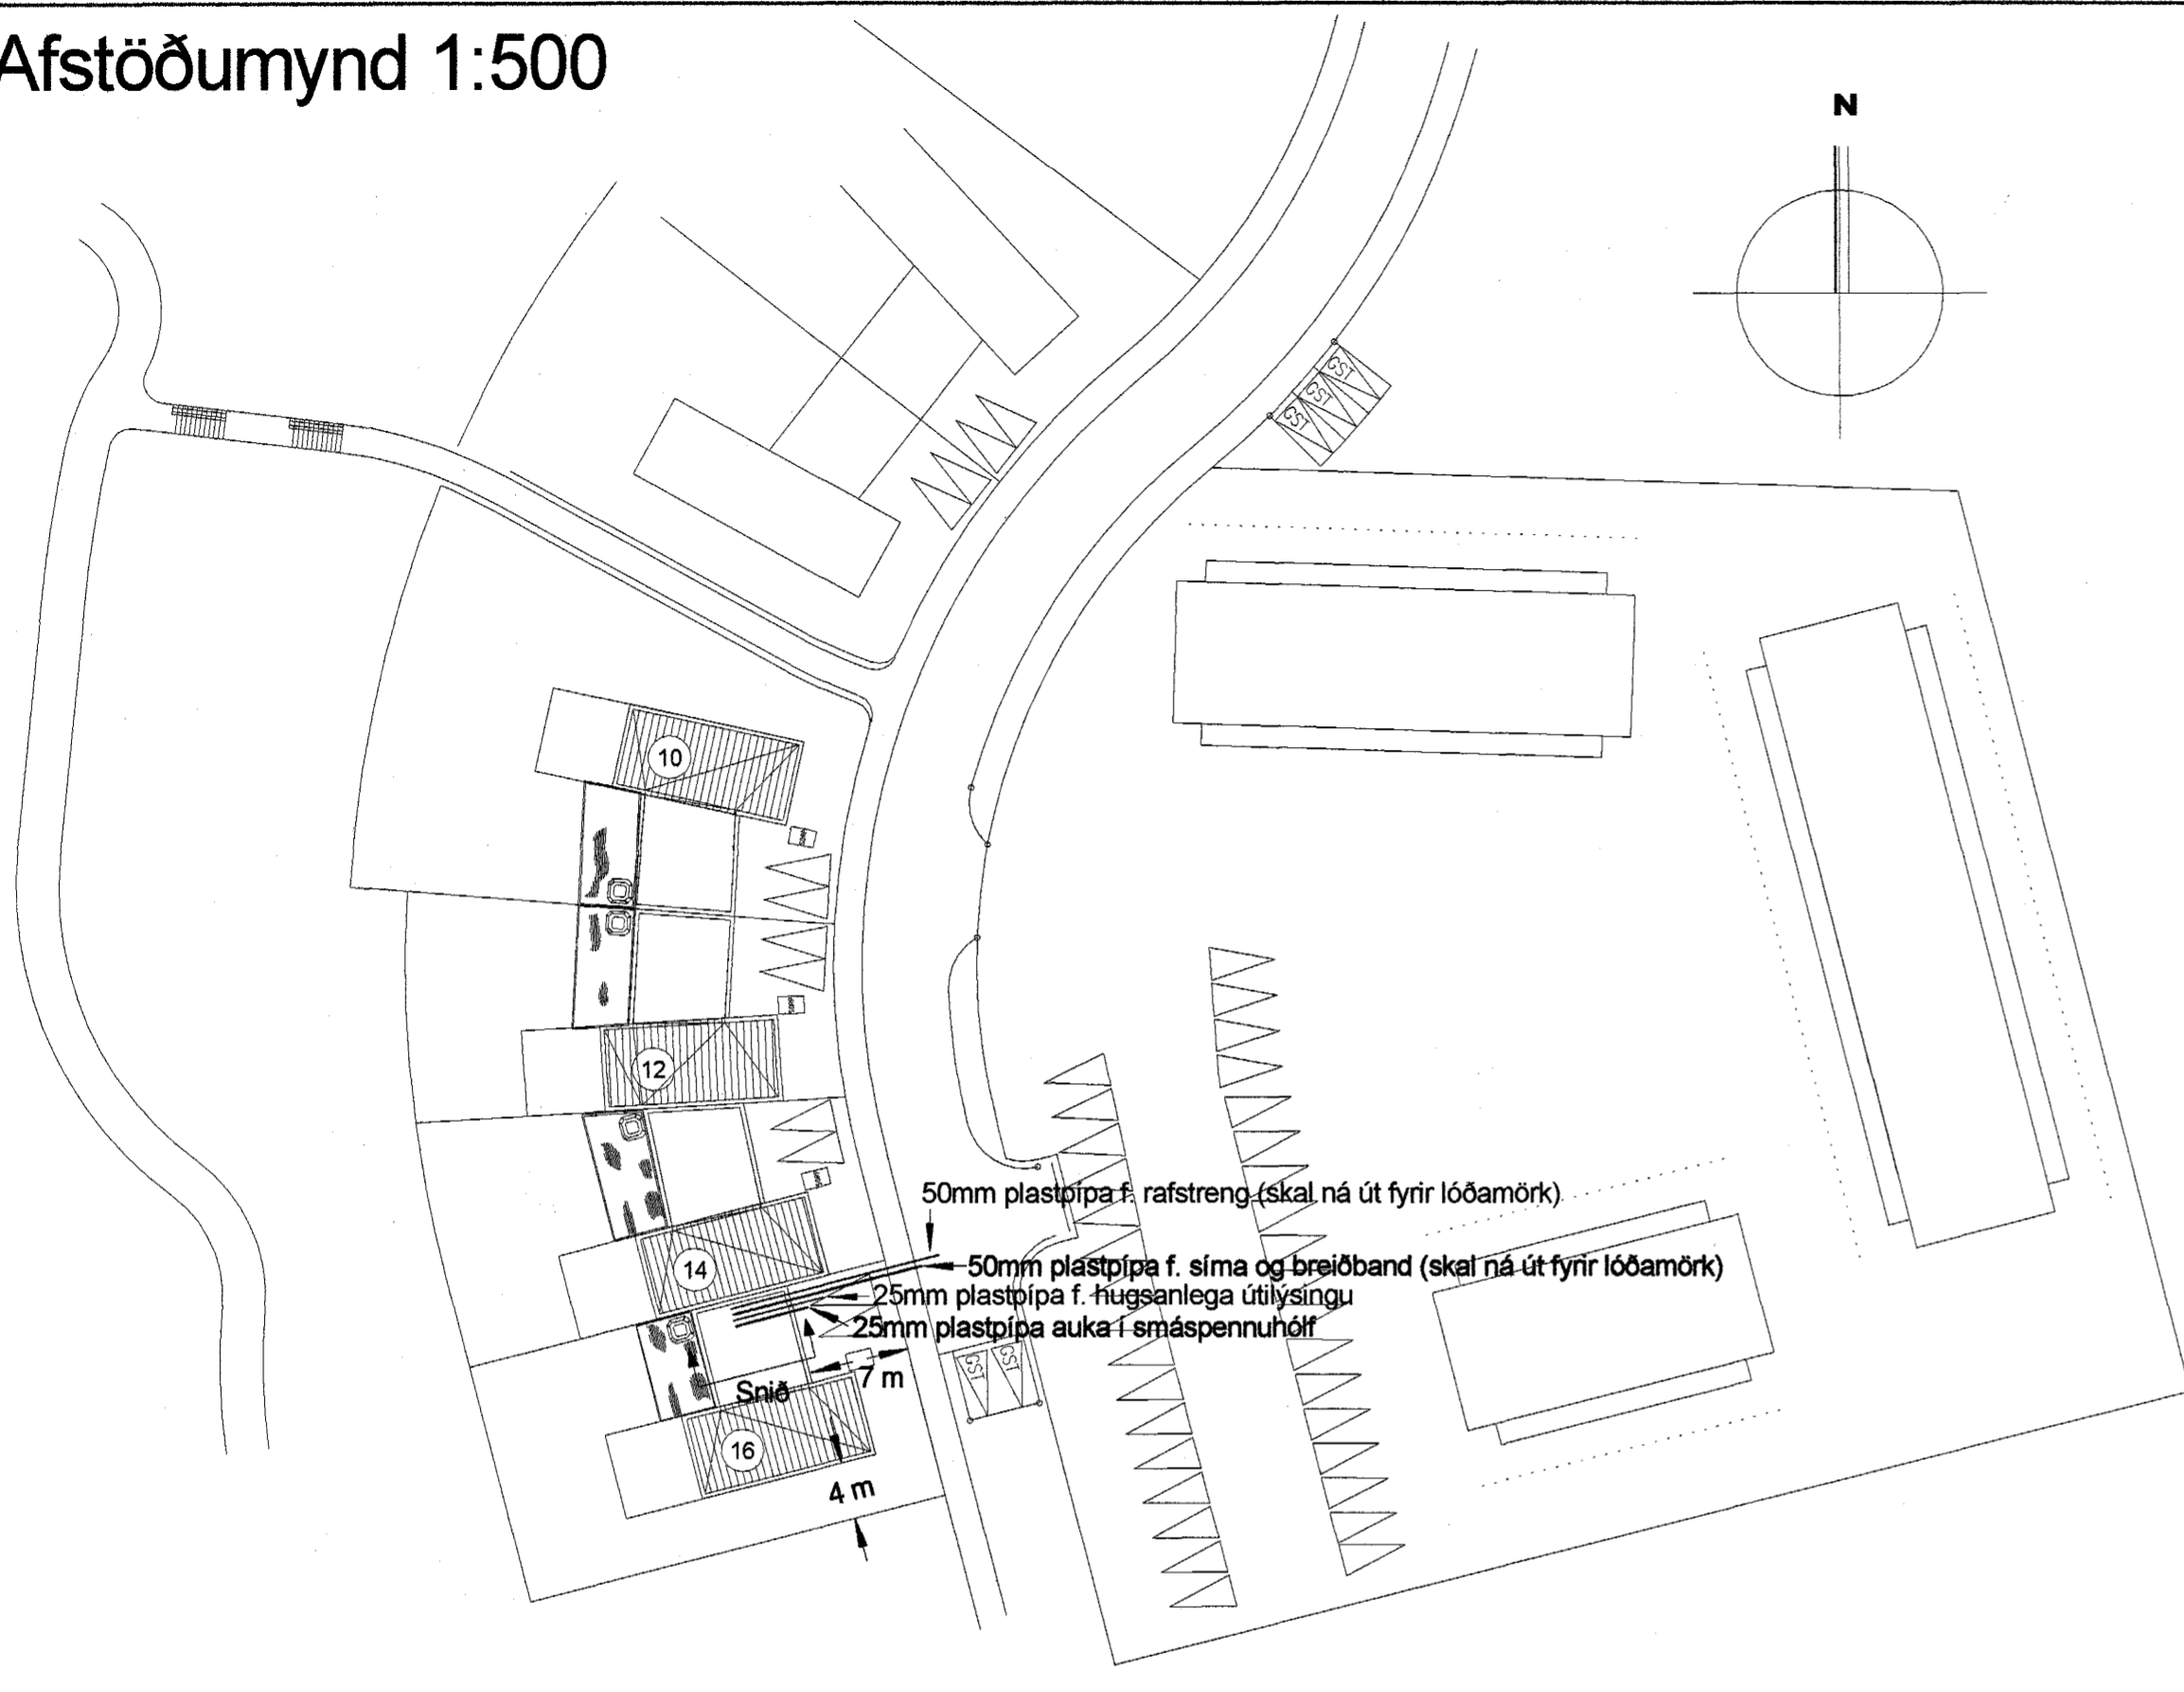 Afstöðumynd 1:500
N
GST
GST
GST
10
12
50mm plastpípa f. rafstreng (skal ná út fyrir lóðamörk)
14
50mm plastpípa f. síma og breiðband (skal ná út fyrir lóðamörk)
25mm plastpípa f. hugsanlega útilýsingu
25mm plastpípa auka í smáspennuhólf
GST
GST
7 m
Snið
16
4 m